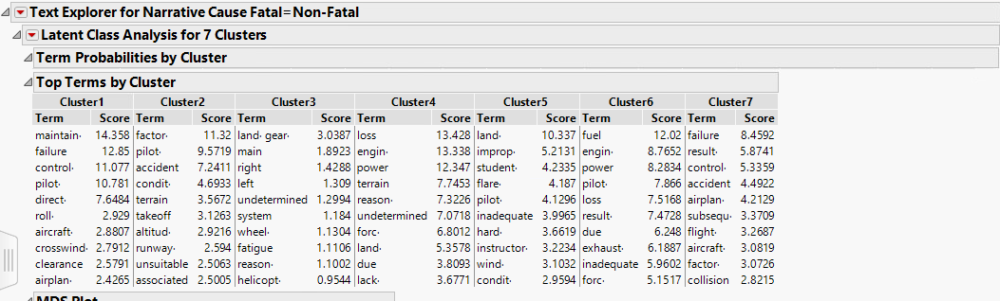 Text Explorer for Narrative Cause Fatal=Non-Fatal
Latent Class Analysis for 7 Clusters
Term Probabilities by Cluster
Top Terms by Cluster
Cluster1 Cluster2 Cluster3 Cluster4 Cluster5 Cluster6 Cluster7
Term Score Term Score Term Score Term Score Term Score Term Score Term Score
maintain· 14.358 factor· 11.32 land· gear· 3.0387 loss 13.428 land· 10.337 fuel 12.02 failure 8.4592
failure 12.85 pilot· 9.5719 main 1.8923 engin· 13.338 improp· 5.2131 engin· 8.7652 result· 5.8741
control· 11.077 accident 7.2411 right 1.4288 power 12.347 student· 4.2335 power 8.2834 control· 5.3359
pilot· 10.781 condit· 4.6933 left 1.309 terrain 7.7453 flare· 4.187 pilot· 7.866 accident 4.4922
direct· 7.6484 terrain 3.5672 undetermined 1.2994 reason· 7.3226 pilot· 4.1296 loss 7.5168 airplan· 4.2129
roll· 2.929 takeoff 3.1263 system 1.184 undetermined 7.0718 inadequate 3.9965 result· 7.4728 subsequ· 3.3709
aircraft· 2.8807 altitud· 2.9216 wheel· 1.1304 forc· 6.8012 hard· 3.6619 due 6.248 flight· 3.2687
crosswind· 2.7912 runway· 2.594 fatigue 1.1106 land· 5.3578 instructor· 3.2234 exhaust· 6.1887 aircraft· 3.0819
clearance 2.5791 unsuitable 2.5063 reason· 1.1002 due 3.8093 wind· 3.1032 inadequate 5.9602 factor· 3.0726
airplan· 2.4265 associated 2.5005 helicopt· 0.9544 lack· 3.6771 condit· 2.9594 forc· 5.1517 collision 2.8215
MDS Plot